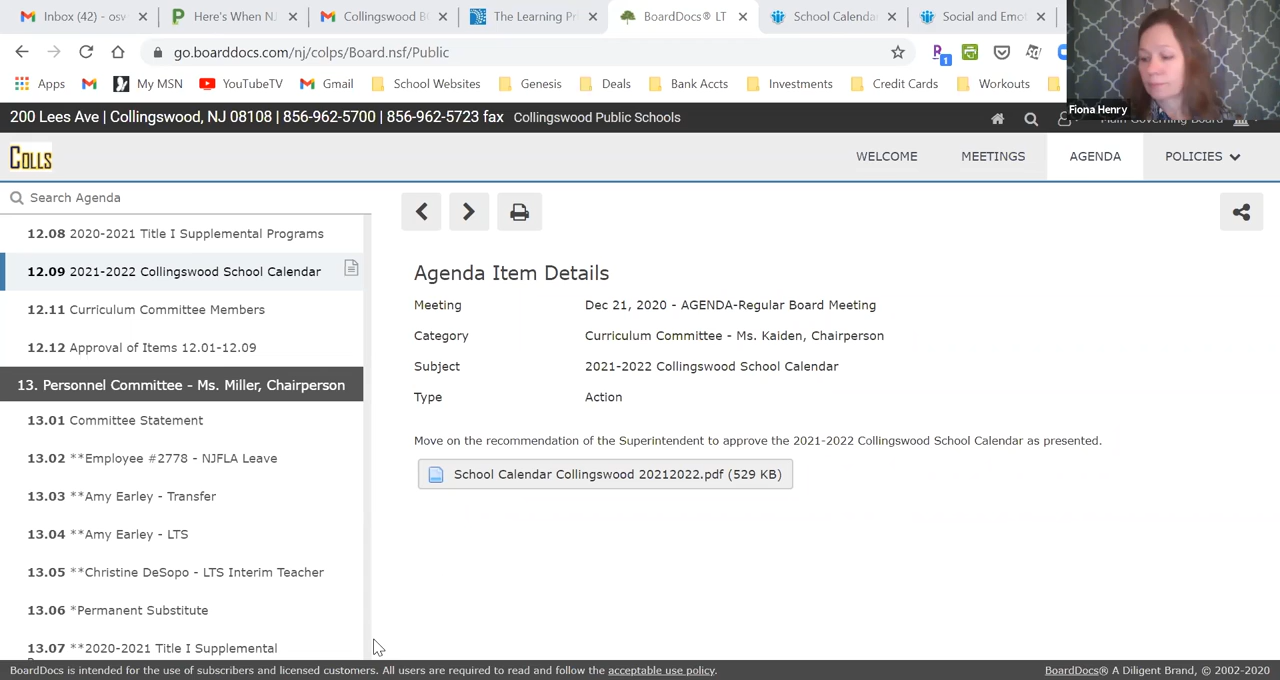 Inbox (42) - osw
Here's When NJ
Collingswood B
The Learning Pr
BoardDocs® LT
School Calenda
Social and Emot
go.boarddocs.com/nj/colps/Board.nsf/Public
1
Apps
My MSN
YouTubeTV
Gmail
School Websites
Genesis
Deals
Bank Accts
Investments
Credit Cards
Workouts
Fiona Henry
200 Lees Ave | Collingswood, NJ 08108 | 856-962-5700 | 856-962-5723 fax Collingswood Public Schools
Main Governing Board
COLLS
WELCOME
MEETINGS
AGENDA
POLICIES
Search Agenda
12.08 2020-2021 Title I Supplemental Programs
12.09 2021-2022 Collingswood School Calendar
12.11 Curriculum Committee Members
12.12 Approval of Items 12.01-12.09
13. Personnel Committee - Ms. Miller, Chairperson
13.01 Committee Statement
13.02 **Employee #2778 - NJFLA Leave
13.03 **Amy Earley - Transfer
13.04 **Amy Earley - LTS
13.05 **Christine DeSopo - LTS Interim Teacher
13.06 *Permanent Substitute
13.07 **2020-2021 Title I Supplemental
Agenda Item Details
Meeting Dec 21, 2020 - AGENDA-Regular Board Meeting
Category Curriculum Committee - Ms. Kaiden, Chairperson
Subject 2021-2022 Collingswood School Calendar
Type Action
Move on the recommendation of the Superintendent to approve the 2021-2022 Collingswood School Calendar as presented.
School Calendar Collingswood 20212022.pdf (529 KB)
BoardDocs is intended for the use of subscribers and licensed customers. All users are required to read and follow the acceptable use policy.
BoardDocs® A Diligent Brand, © 2002-2020